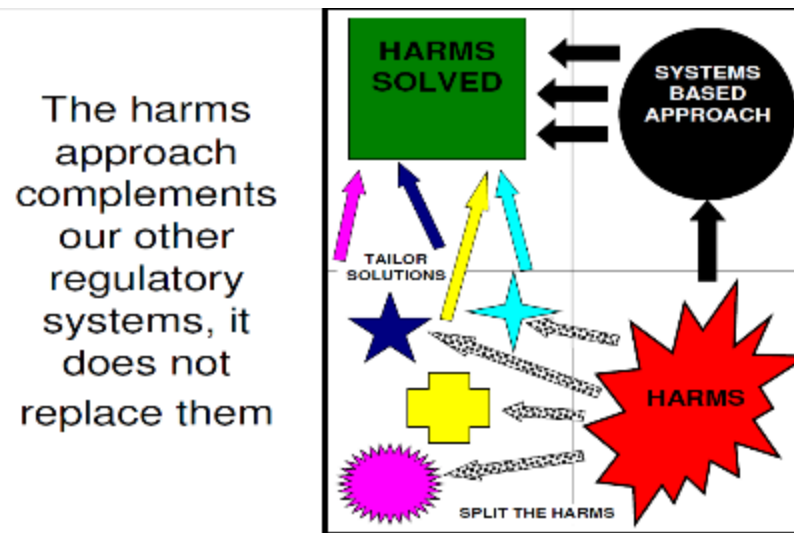 The harms
approach
complements
our other
regulatory
systems, it
does not
replace them
HARMS
SOLVED
SYSTEMS
BASED
APPROACH
TAILOR
SOLUTIONS
HARMS
SPLIT THE HARMS